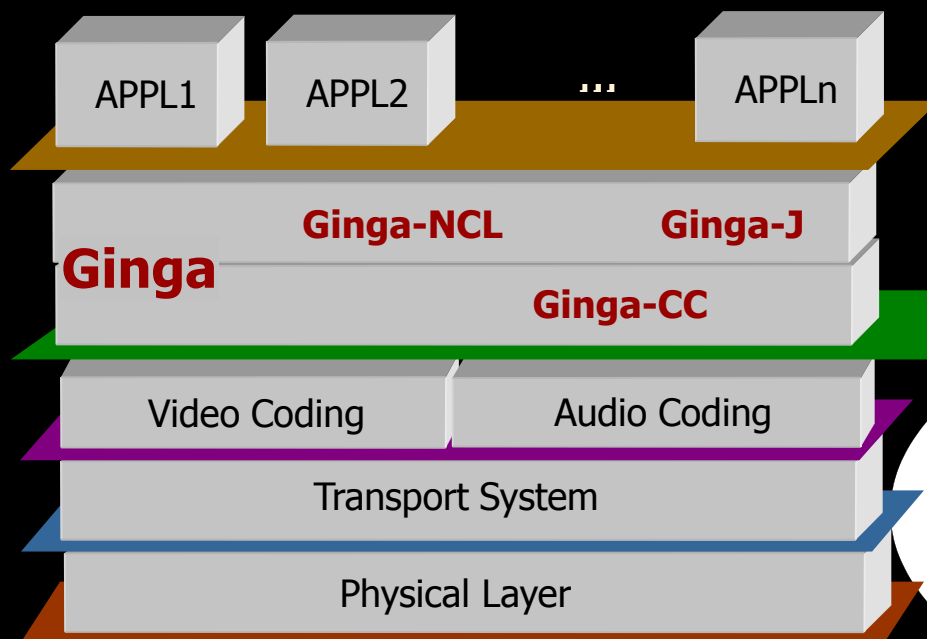 APPL1 APPL2 ... APPLn
Ginga-NCL Ginga-J
Ginga
Ginga-CC
Video Coding Audio Coding
Transport System
Physical Layer